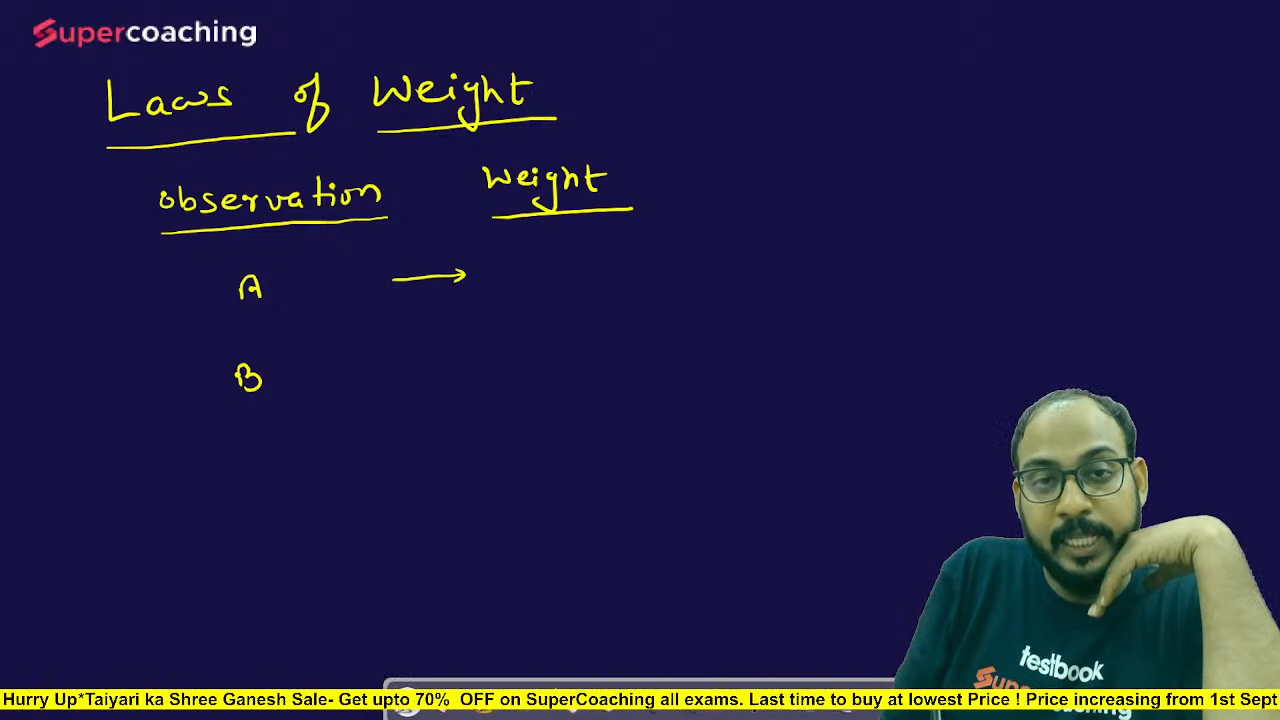 Supercoaching
Laws of Weight
observation Weight
A →
B
testbook
Super
Hurry Up*Taiyari ka Shree Ganesh Sale- Get upto 70% OFF on SuperCoaching all exams. Last time to buy at lowest Price ! Price increasing from 1st Sept